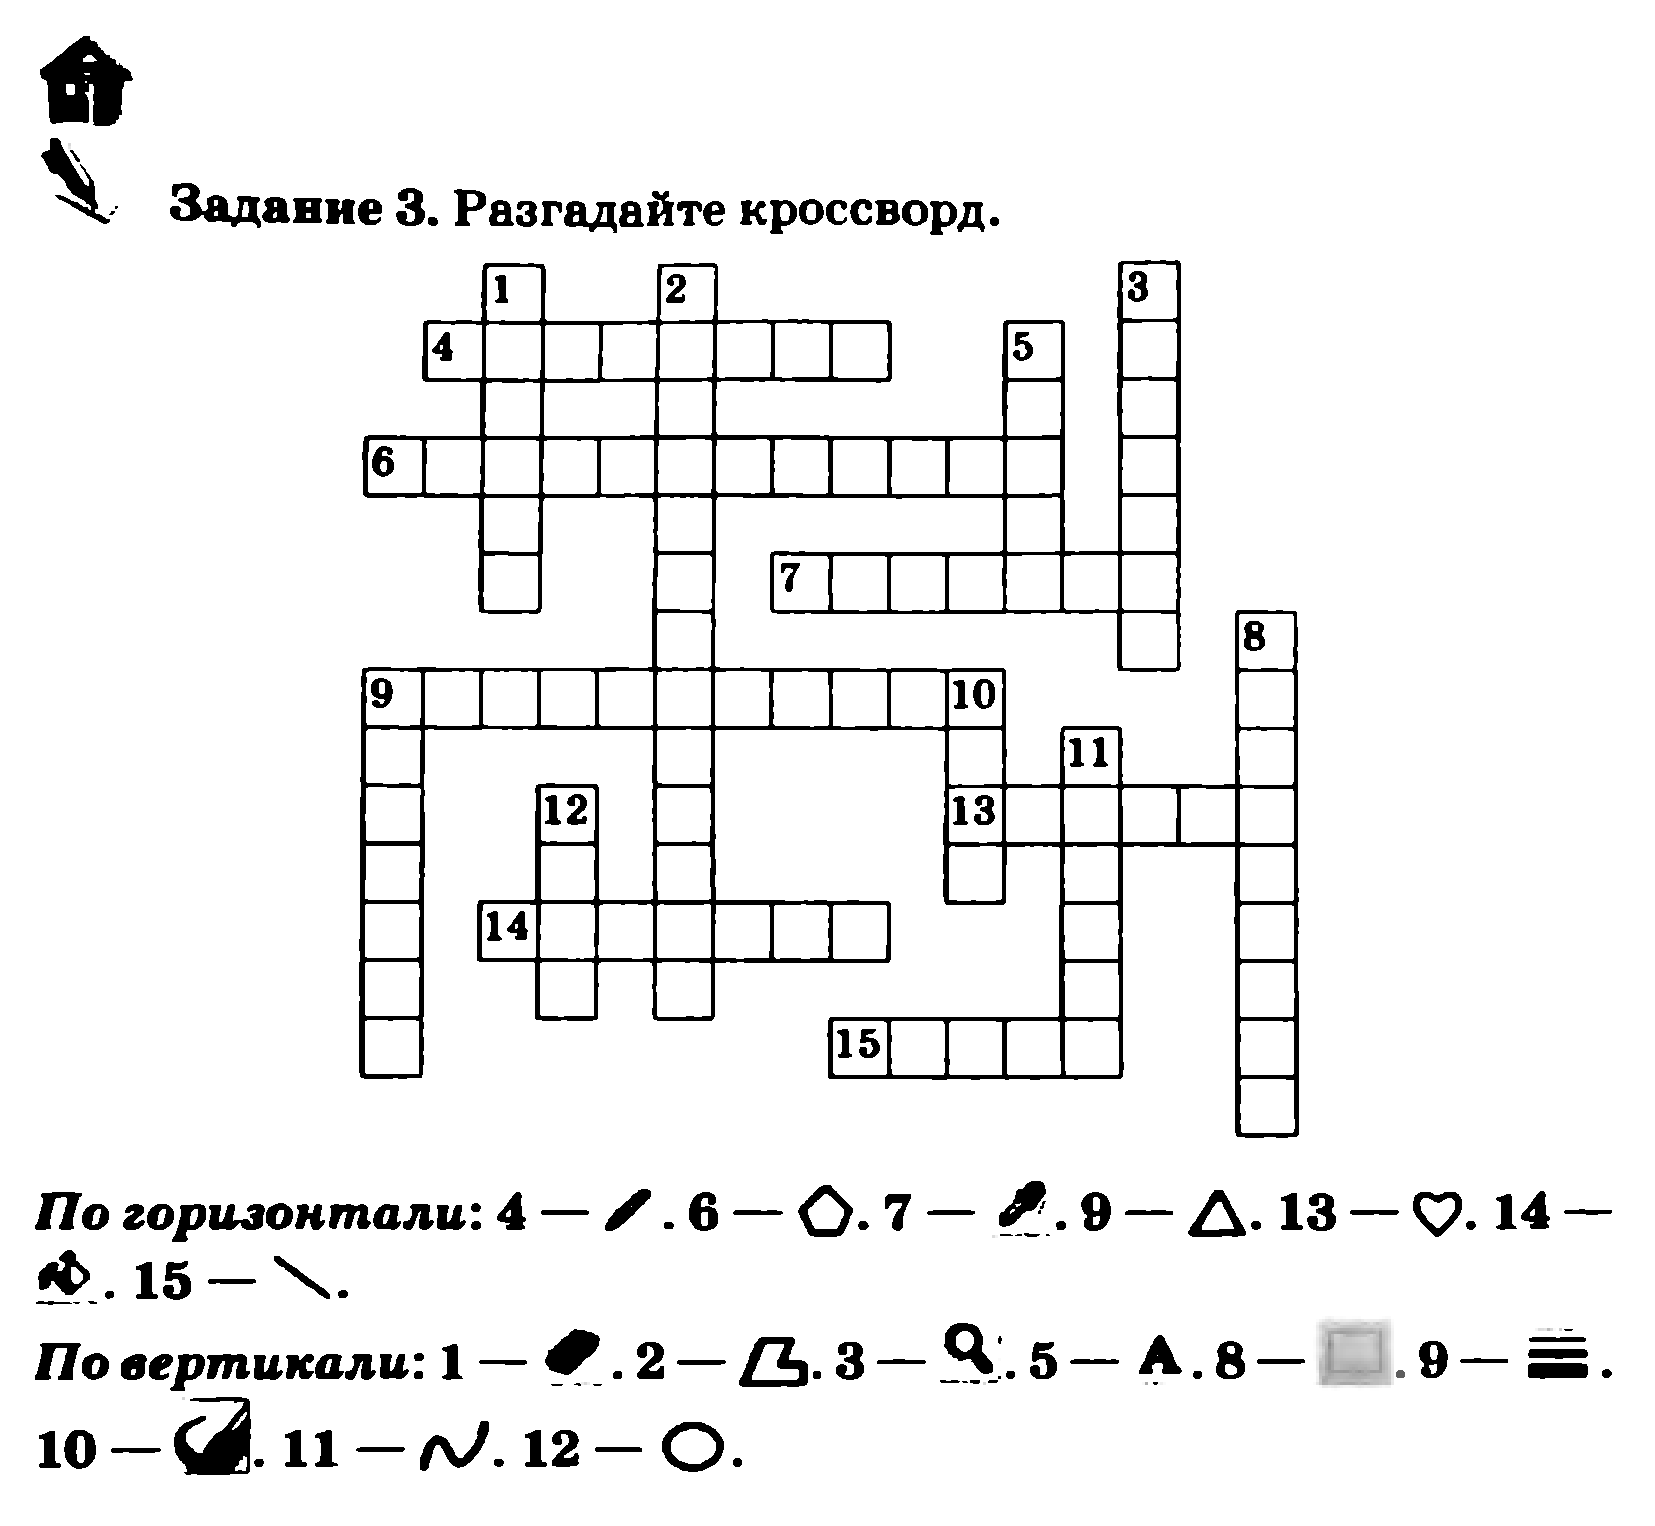 Задание 3. Разгадайте кроссворд.
1 2 3
4 5
6
7
8
9 10
11
12 13
14
15
По горизонтали: 4 — . 6 — . 7 — . 9 — . 13 — . 14 —
. 15 — .
По вертикали: 1 — . 2 — . 3 — . 5 — А . 8 — . 9 — .
10 — . 11 — . 12 — .